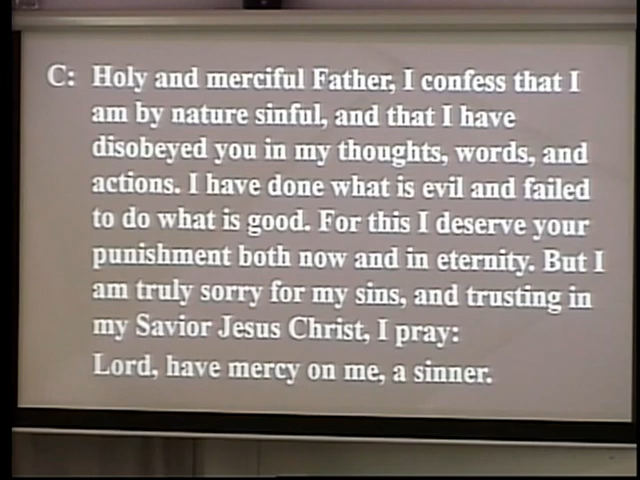 C: Holy and merciful Father, I confess that I
am by nature sinful, and that I have
disobeyed you in my thoughts, words, and
actions. I have done what is evil and failed
to do what is good. For this I deserve your
punishment both now and in eternity. But I
am truly sorry for my sins, and trusting in
my Savior Jesus Christ, I pray:
Lord, have mercy on me, a sinner.